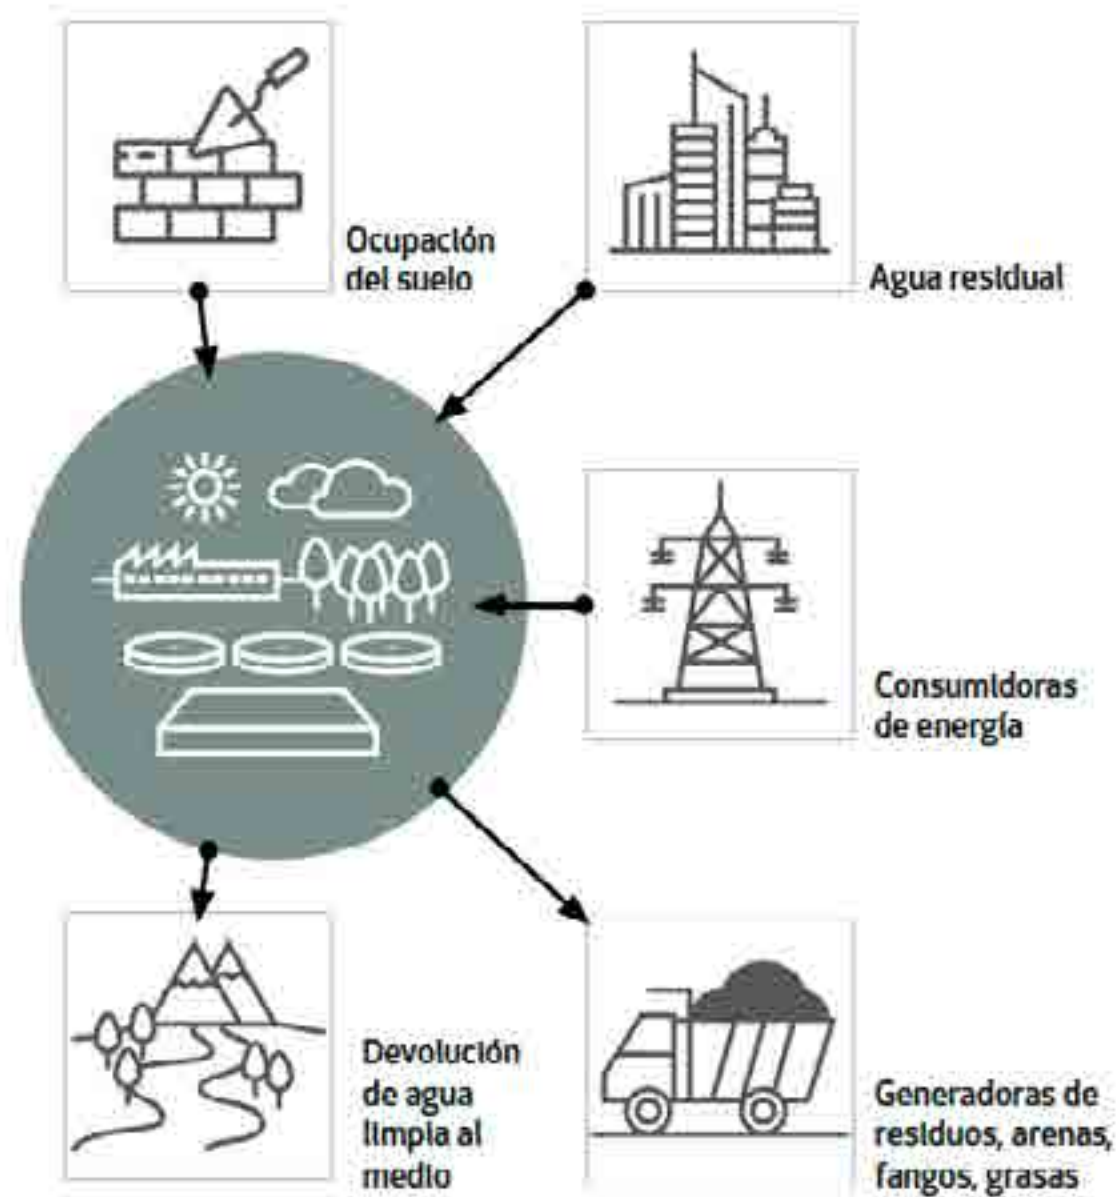 Ocupación
del suelo
Agua residual
Consumidoras
de energía
Devolución
de agua
limpia al
medio
Generadoras de
residuos, arenas,
fangos, grasas